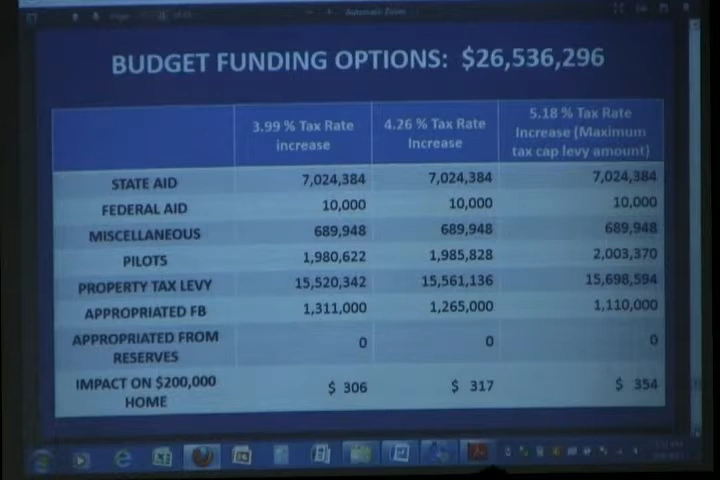 BUDGET FUNDING OPTIONS: $26,536,296
3.99 % Tax Rate increase 4.26 % Tax Rate Increase 5.18 % Tax Rate Increase (Maximum tax cap levy amount)
STATE AID 7,024,384 7,024,384 7,024,384
FEDERAL AID 10,000 10,000 10,000
MISCELLANEOUS 689,948 689,948 689,948
PILOTS 1,980,622 1,985,828 2,003,370
PROPERTY TAX LEVY 15,520,342 15,561,136 15,698,594
APPROPRIATED FB 1,311,000 1,265,000 1,110,000
APPROPRIATED FROM RESERVES 0 0 0
IMPACT ON $200,000 HOME $ 306 $ 317 $ 354